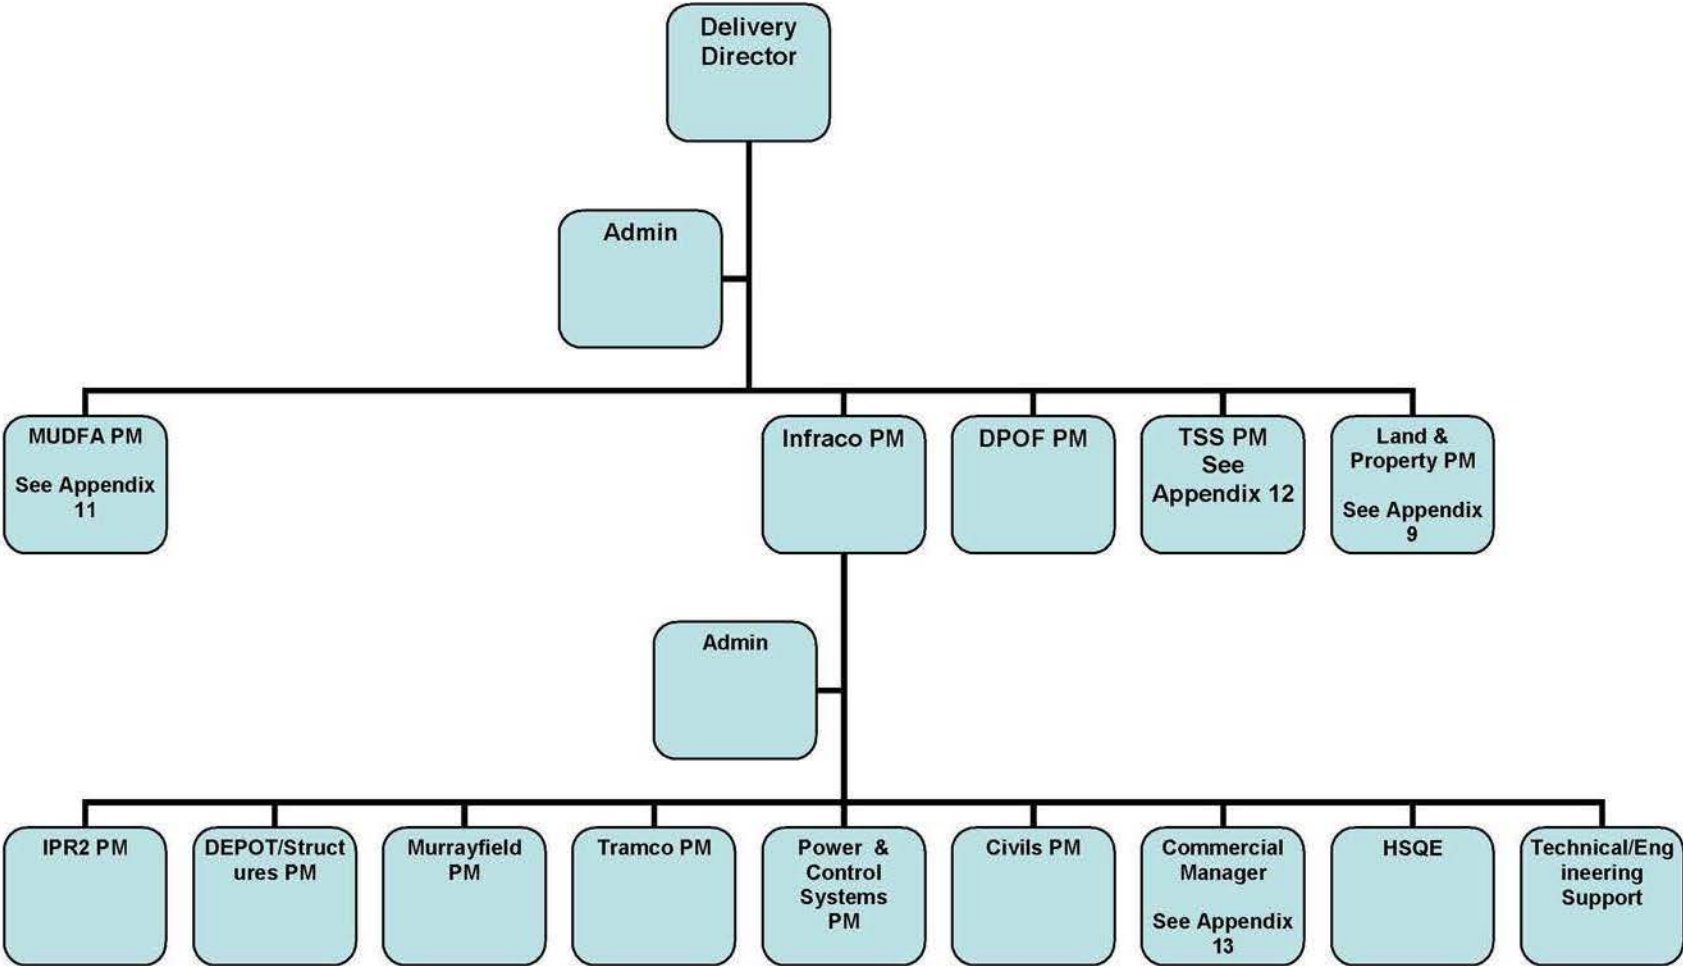 Delivery
Director
Admin
MUDFA PM
See Appendix
11
Infraco PM
DPOF PM
TSS PM
See
Appendix 12
Land &
Property PM
See Appendix
9
Admin
IPR2 PM
DEPOT/Struct
ures PM
Murrayfield
PM
Tramco PM
Power &
Control
Systems
PM
Civils PM
Commercial
Manager
See Appendix
13
HSQE
Technical/Eng
ineering
Support